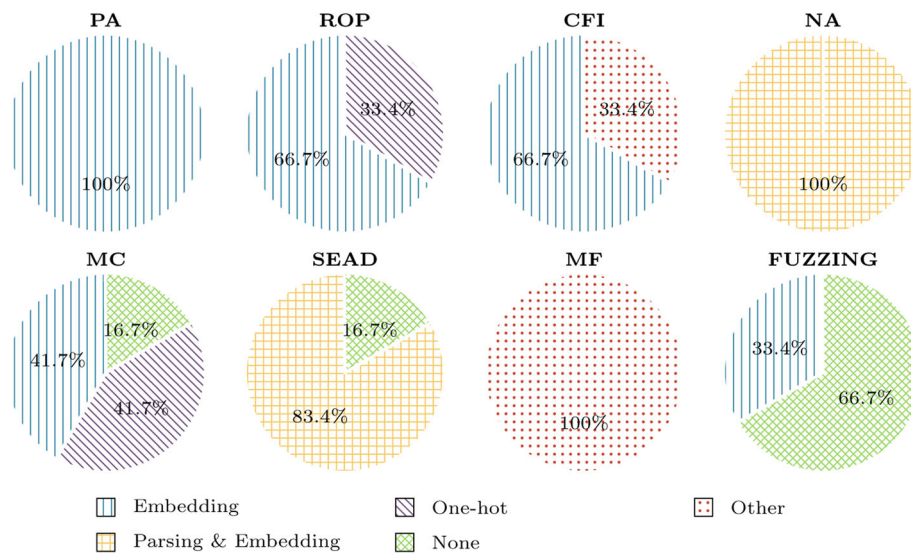 PA ROP CFI NA
33.4% 33.4%
66.7% 66.7%
100% 100%
MC SEAD MF FUZZING
16.7% 16.7%
41.7% 33.4%
41.7% 83.4% 100% 66.7%
Embedding One-hot Other
Parsing & Embedding None